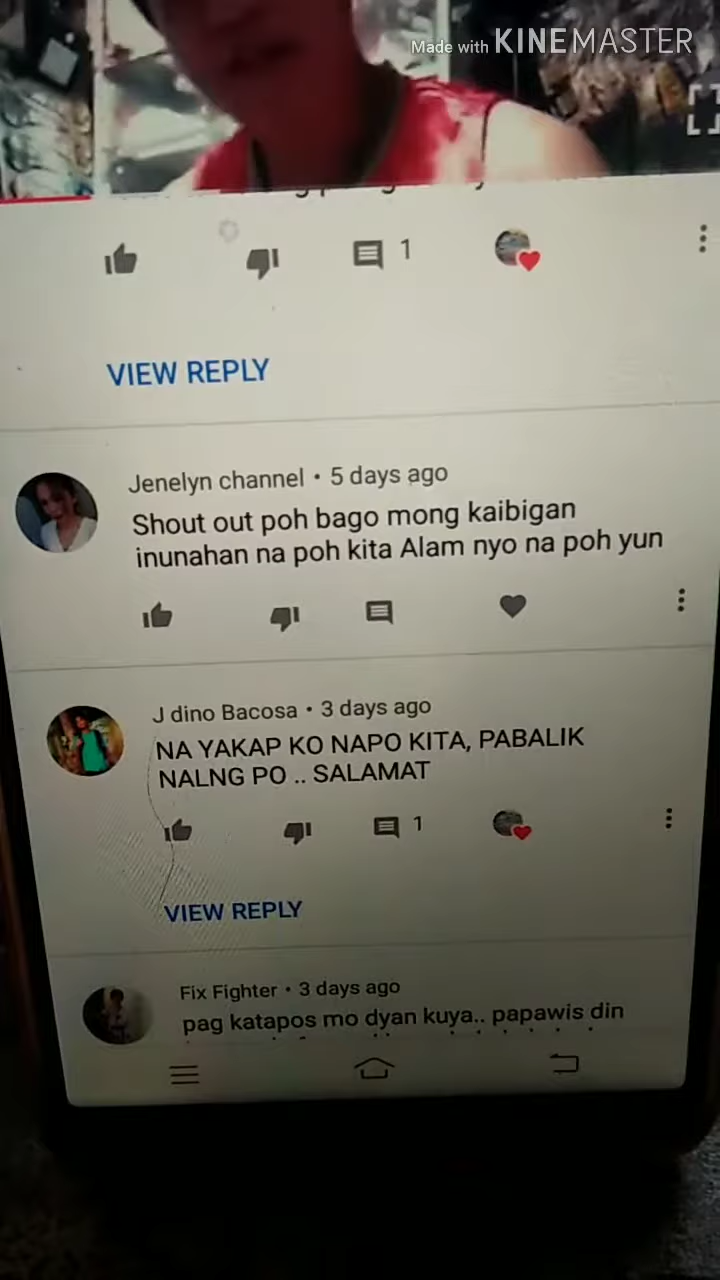 Made with KINEMASTER
1
VIEW REPLY
Jenelyn channel • 5 days ago
Shout out poh bago mong kaibigan
inunahan na poh kita Alam nyo na poh yun
J dino Bacosa • 3 days ago
NA YAKAP KO NAPO KITA, PABALIK
NALNG PO .. SALAMAT
1
VIEW REPLY
Fix Fighter • 3 days ago
pag katapos mo dyan kuya.. papawis din